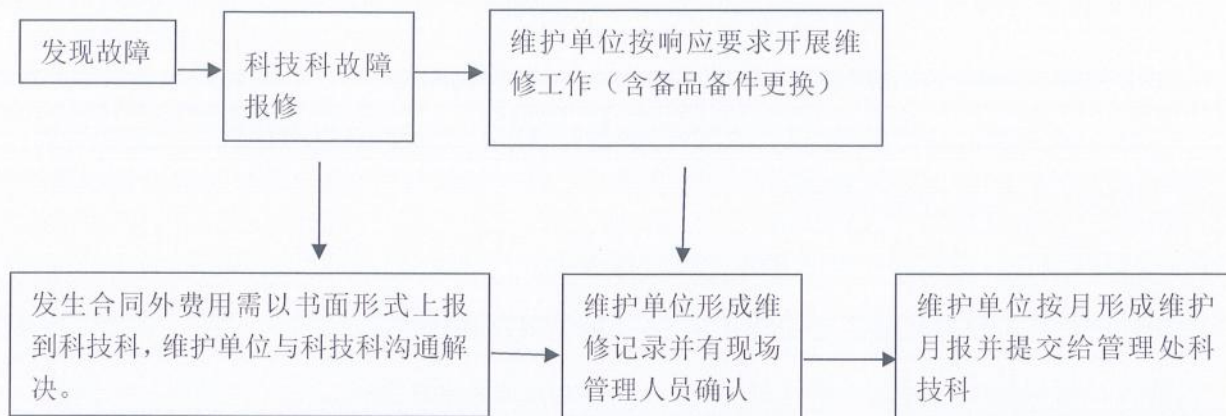 发现故障
科技科故障
报修
维护单位按响应要求开展维
修工作（含备品备件更换）
发生合同外费用需以书面形式上报
到科技科，维护单位与科技科沟通解
决。
维护单位形成维
修记录并有现场
管理人员确认
维护单位按月形成维护
月报并提交给管理处科
技科